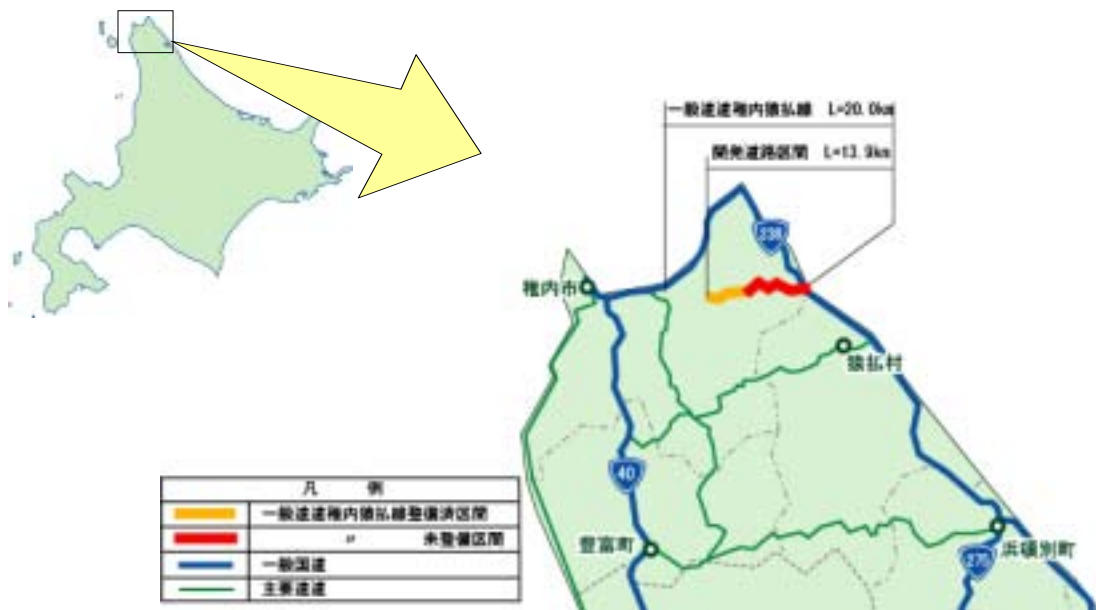 一般道道稚内猿払線 L=20.0km
開発道路区間 L=13.9km
238
稚内市
猿払村
40
豊富町
浜頓別町
275
凡 例
一般道道稚内猿払線整備済区間
〃 未整備区間
一般国道
主要道道